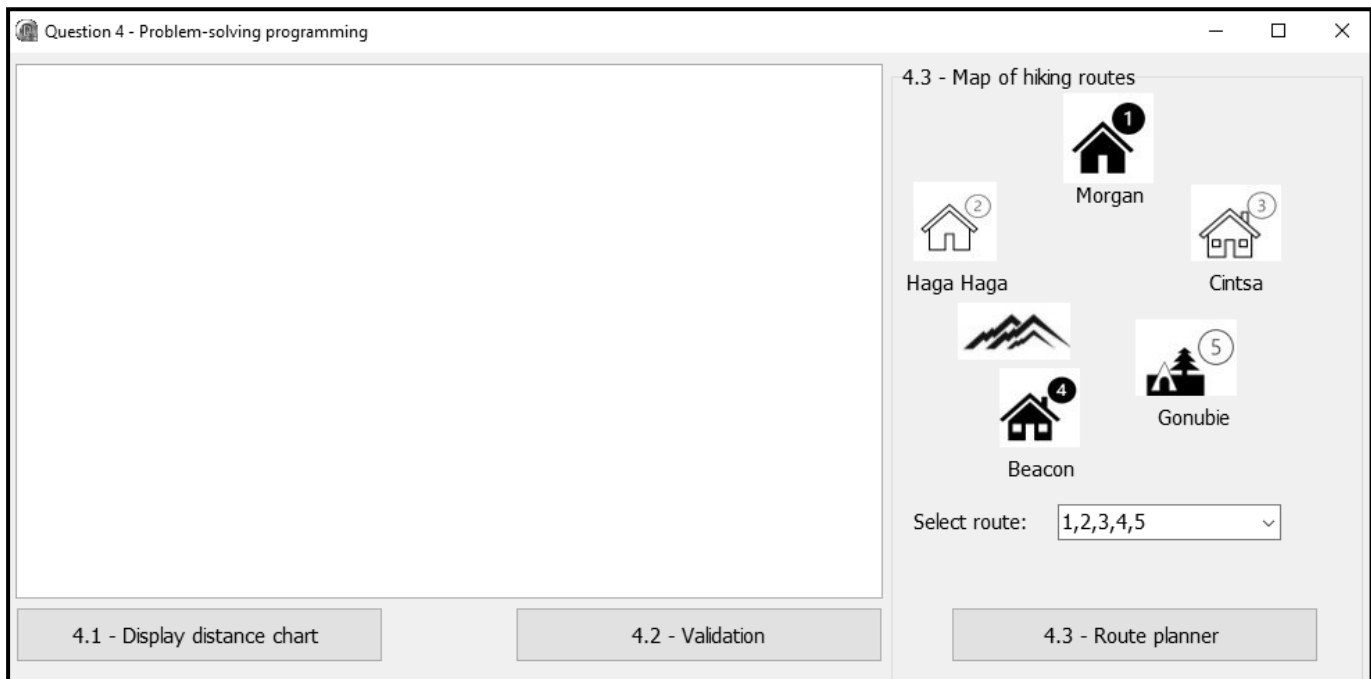 Question 4 - Problem-solving programming
4.3 - Map of hiking routes
1
Morgan
2
3
Haga Haga
Cintsa
5
4
Gonubie
Beacon
Select route:
1,2,3,4,5
4.1 - Display distance chart
4.2 - Validation
4.3 - Route planner